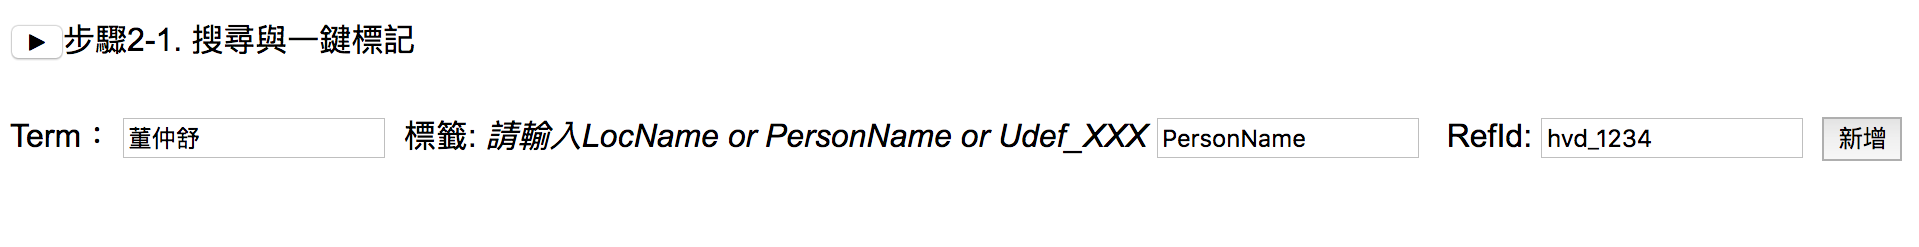 ▶步驟2-1. 搜尋與一鍵標記
Term： 董仲舒 標籤: 請輸入LocName or PersonName or Udef_XXX PersonName RefId: hvd_1234 新增